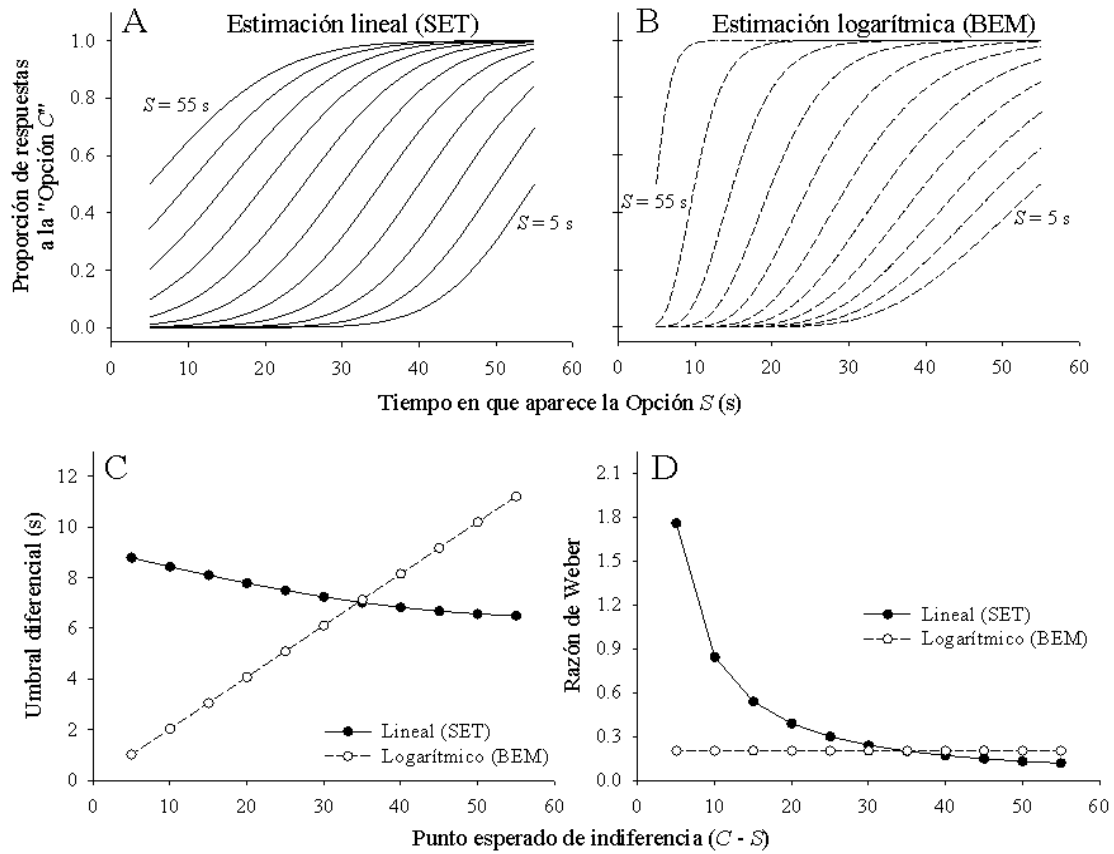 A
Estimación lineal (SET)
B
Estimación logarítmica (BEM)
Proporción de respuestas
a la "Opción C"
1.0
0.8
0.6
0.4
0.2
0.0
S = 55 s
S = 5 s
S = 55 s
S = 5 s
0 10 20 30 40 50 60
0 10 20 30 40 50 60
Tiempo en que aparece la Opción S (s)
C
Umbral diferencial (s)
12
10
8
6
4
2
0
Lineal (SET)
Logarítmico (BEM)
0 10 20 30 40 50 60
D
Razón de Weber
2.1
1.8
1.5
1.2
0.9
0.6
0.3
0.0
Lineal (SET)
Logarítmico (BEM)
0 10 20 30 40 50 60
Punto esperado de indiferencia (C - S)